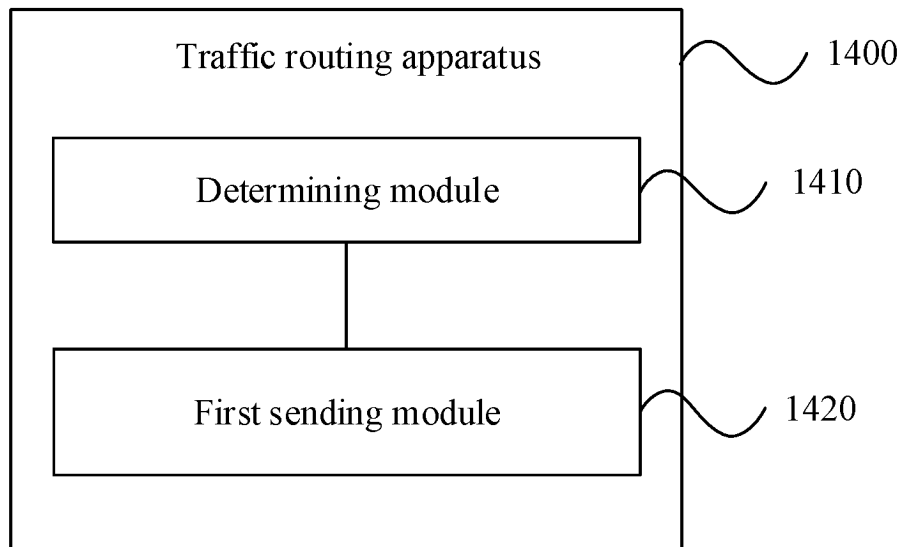 Traffic routing apparatus
1400
Determining module
1410
First sending module
1420